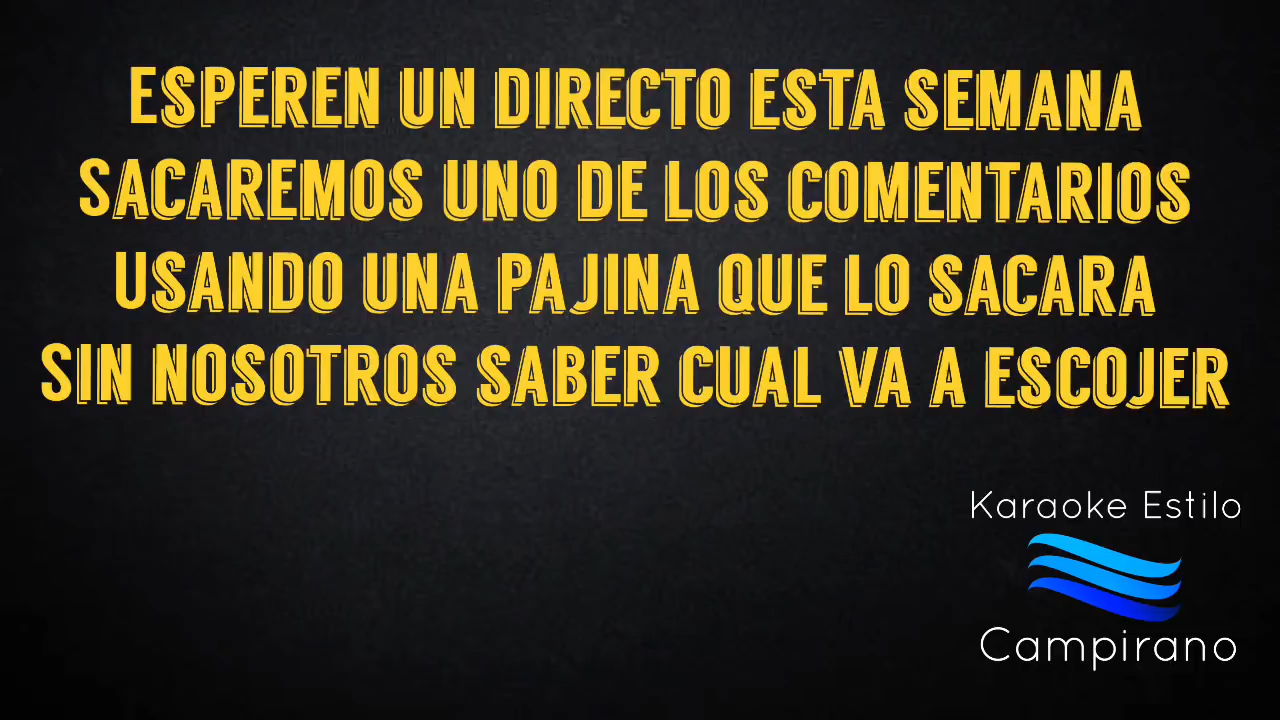 ESPEREN UN DIRECTO ESTA SEMANA
SACAREMOS UNO DE LOS COMENTARIOS
USANDO UNA PAJINA QUE LO SACARA
SIN NOSOTROS SABER CUAL VA A ESCOJER
Karaoke Estilo
Campirano